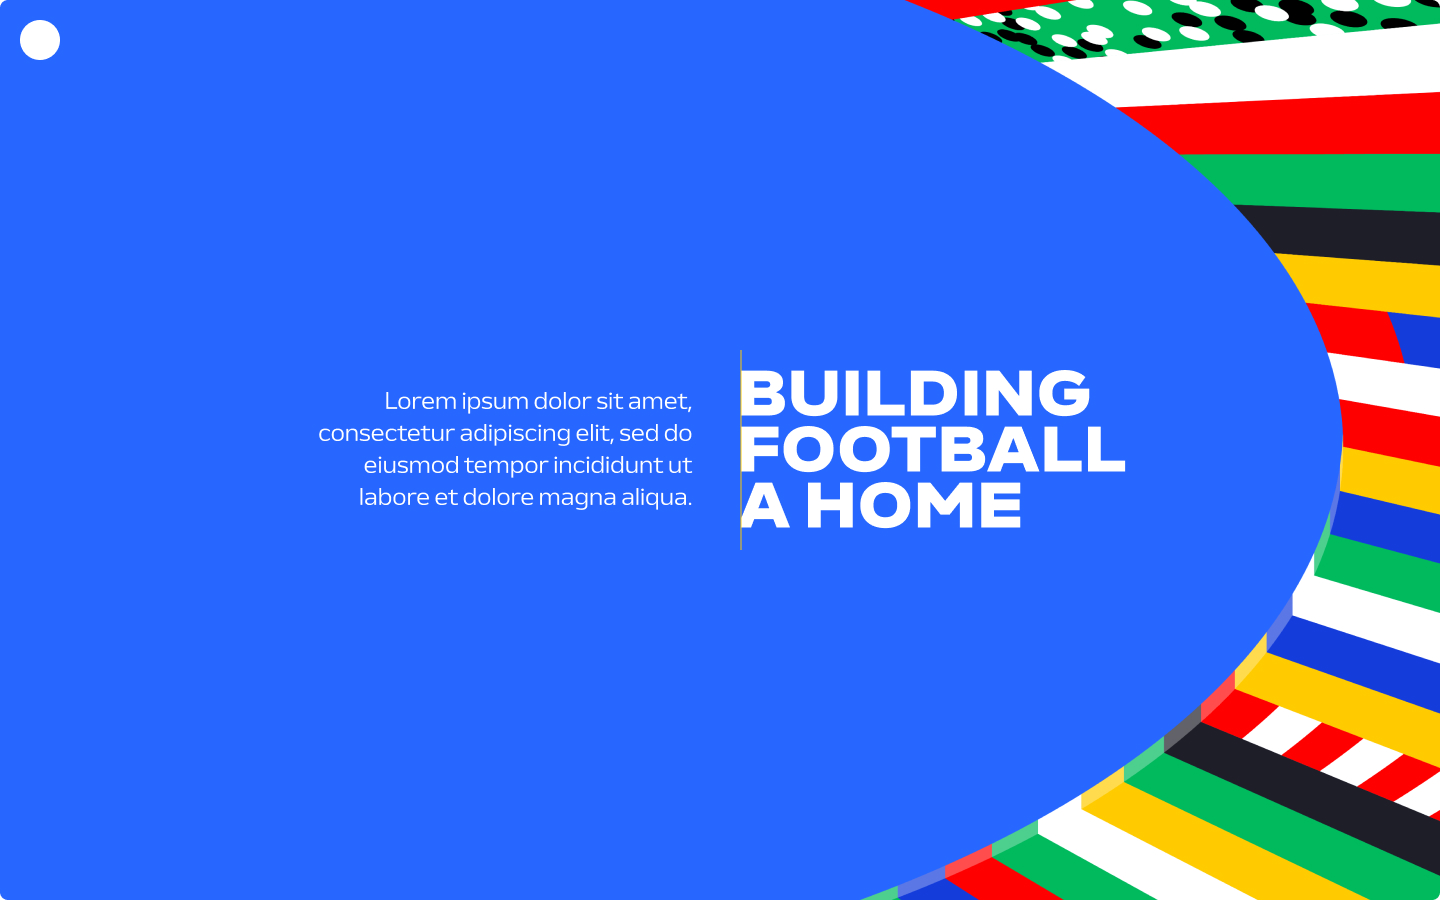 Lorem ipsum dolor sit amet,
consectetur adipiscing elit, sed do
eiusmod tempor incididunt ut
labore et dolore magna aliqua.
BUILDING
FOOTBALL
A HOME